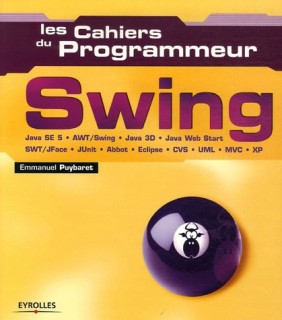 les Cahiers
du Programmeur
Swing
Java SE 5 • AWT/Swing • Java 3D • Java Web Start
SWT/JFace • JUnit • Abbot • Eclipse • CVS • UML • MVC • XP
Emmanuel Puybaret
EYROLLES